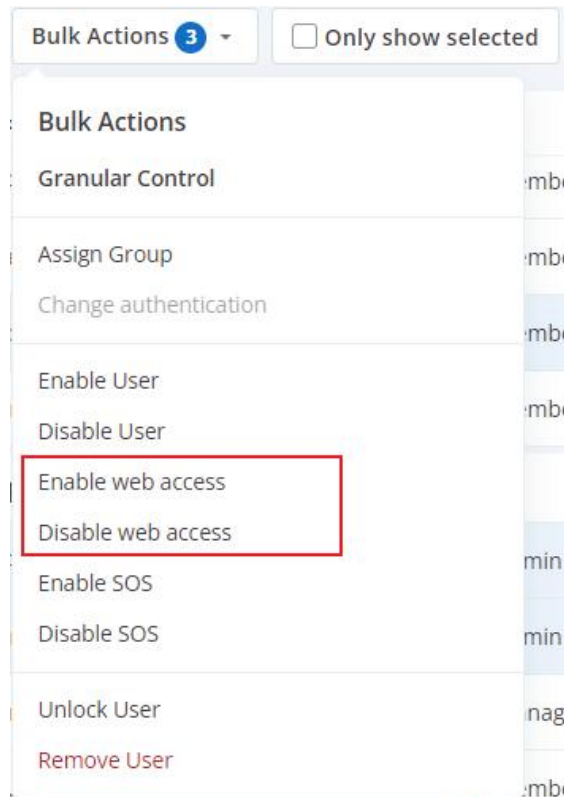 Bulk Actions 3
Only show selected
Bulk Actions
Granular Control
Assign Group
Change authentication
Enable User
Disable User
Enable web access
Disable web access
Enable SOS
Disable SOS
Unlock User
Remove User